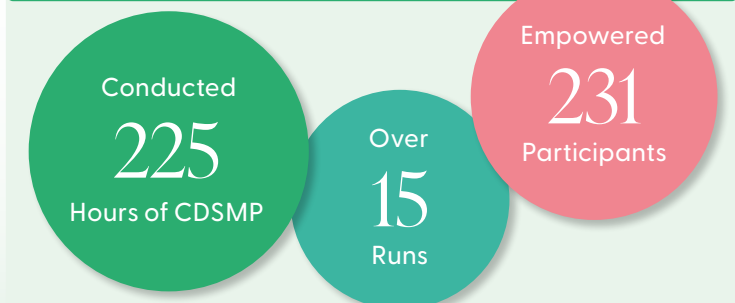 Conducted
225
Hours of CDSMP
Over
15
Runs
Empowered
231
Participants